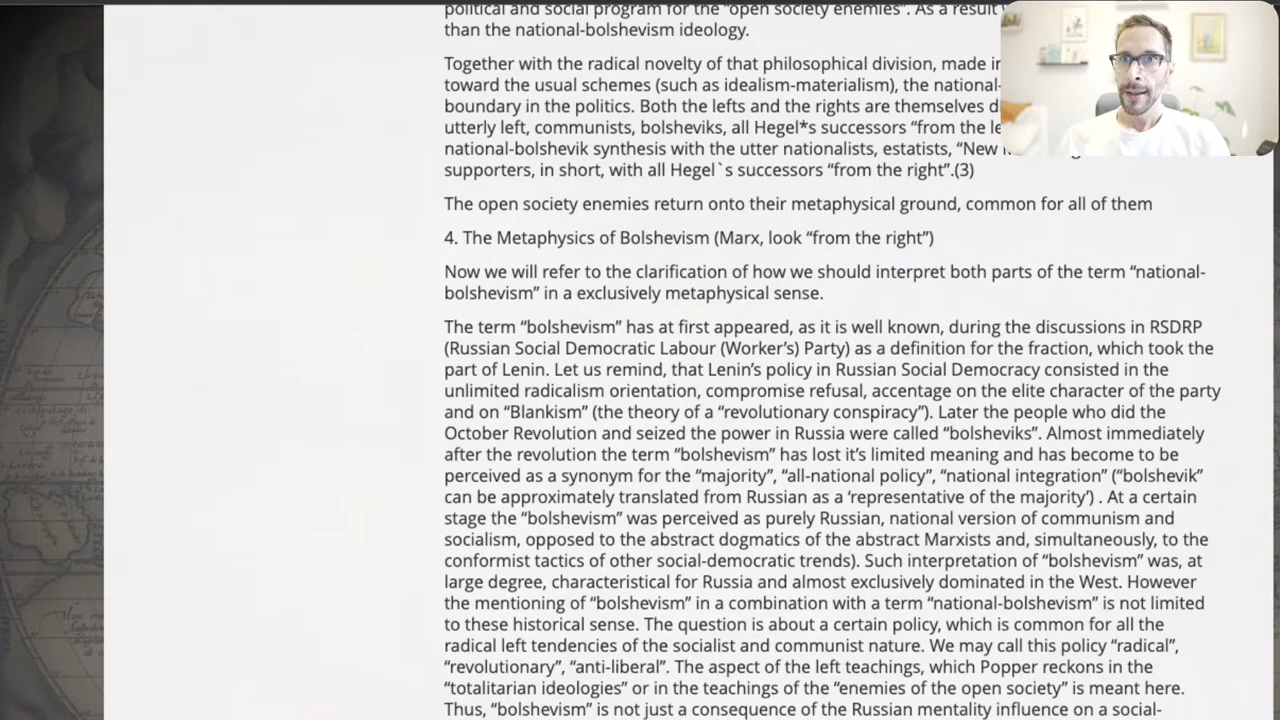 political and social program for the “open society enemies”. As a result
than the national-bolshevism ideology.
Together with the radical novelty of that philosophical division, made
toward the usual schemes (such as idealism-materialism), the national-
boundary in the politics. Both the lefts and the rights are themselves
utterly left, communists, bolsheviks, all Hegel*s successors “from the
national-bolshevik synthesis with the utter nationalists, estatists, “New
supporters, in short, with all Hegel`s successors “from the right”.(3)
The open society enemies return onto their metaphysical ground, common for all of them
4. The Metaphysics of Bolshevism (Marx, look “from the right”)
Now we will refer to the clarification of how we should interpret both parts of the term “national-
bolshevism” in a exclusively metaphysical sense.
The term “bolshevism” has at first appeared, as it is well known, during the discussions in RSDRP
(Russian Social Democratic Labour (Worker’s) Party) as a definition for the fraction, which took the
part of Lenin. Let us remind, that Lenin’s policy in Russian Social Democracy consisted in the
unlimited radicalism orientation, compromise refusal, accentage on the elite character of the party
and on “Blankism” (the theory of a “revolutionary conspiracy”). Later the people who did the
October Revolution and seized the power in Russia were called “bolsheviks”. Almost immediately
after the revolution the term “bolshevism” has lost it’s limited meaning and has become to be
perceived as a synonym for the “majority”, “all-national policy”, “national integration” (“bolshevik”
can be approximately translated from Russian as a ‘representative of the majority’) . At a certain
stage the “bolshevism” was perceived as purely Russian, national version of communism and
socialism, opposed to the abstract dogmatics of the abstract Marxists and, simultaneously, to the
conformist tactics of other social-democratic trends). Such interpretation of “bolshevism” was, at
large degree, characteristic for Russia and almost exclusively dominated in the West. However
the mentioning of “bolshevism” in a combination with a term “national-bolshevism” is not limited
to these historical sense. The question is about a certain policy, which is common for all the
radical left tendencies of the socialist and communist nature. We may call this policy “radical”,
“revolutionary”, “anti-liberal”. The aspect of the left teachings, which Popper reckons in the
“totalitarian ideologies” or in the teachings of the “enemies of the open society” is meant here.
Thus, “bolshevism” is not just a consequence of the Russian mentality influence on a social-